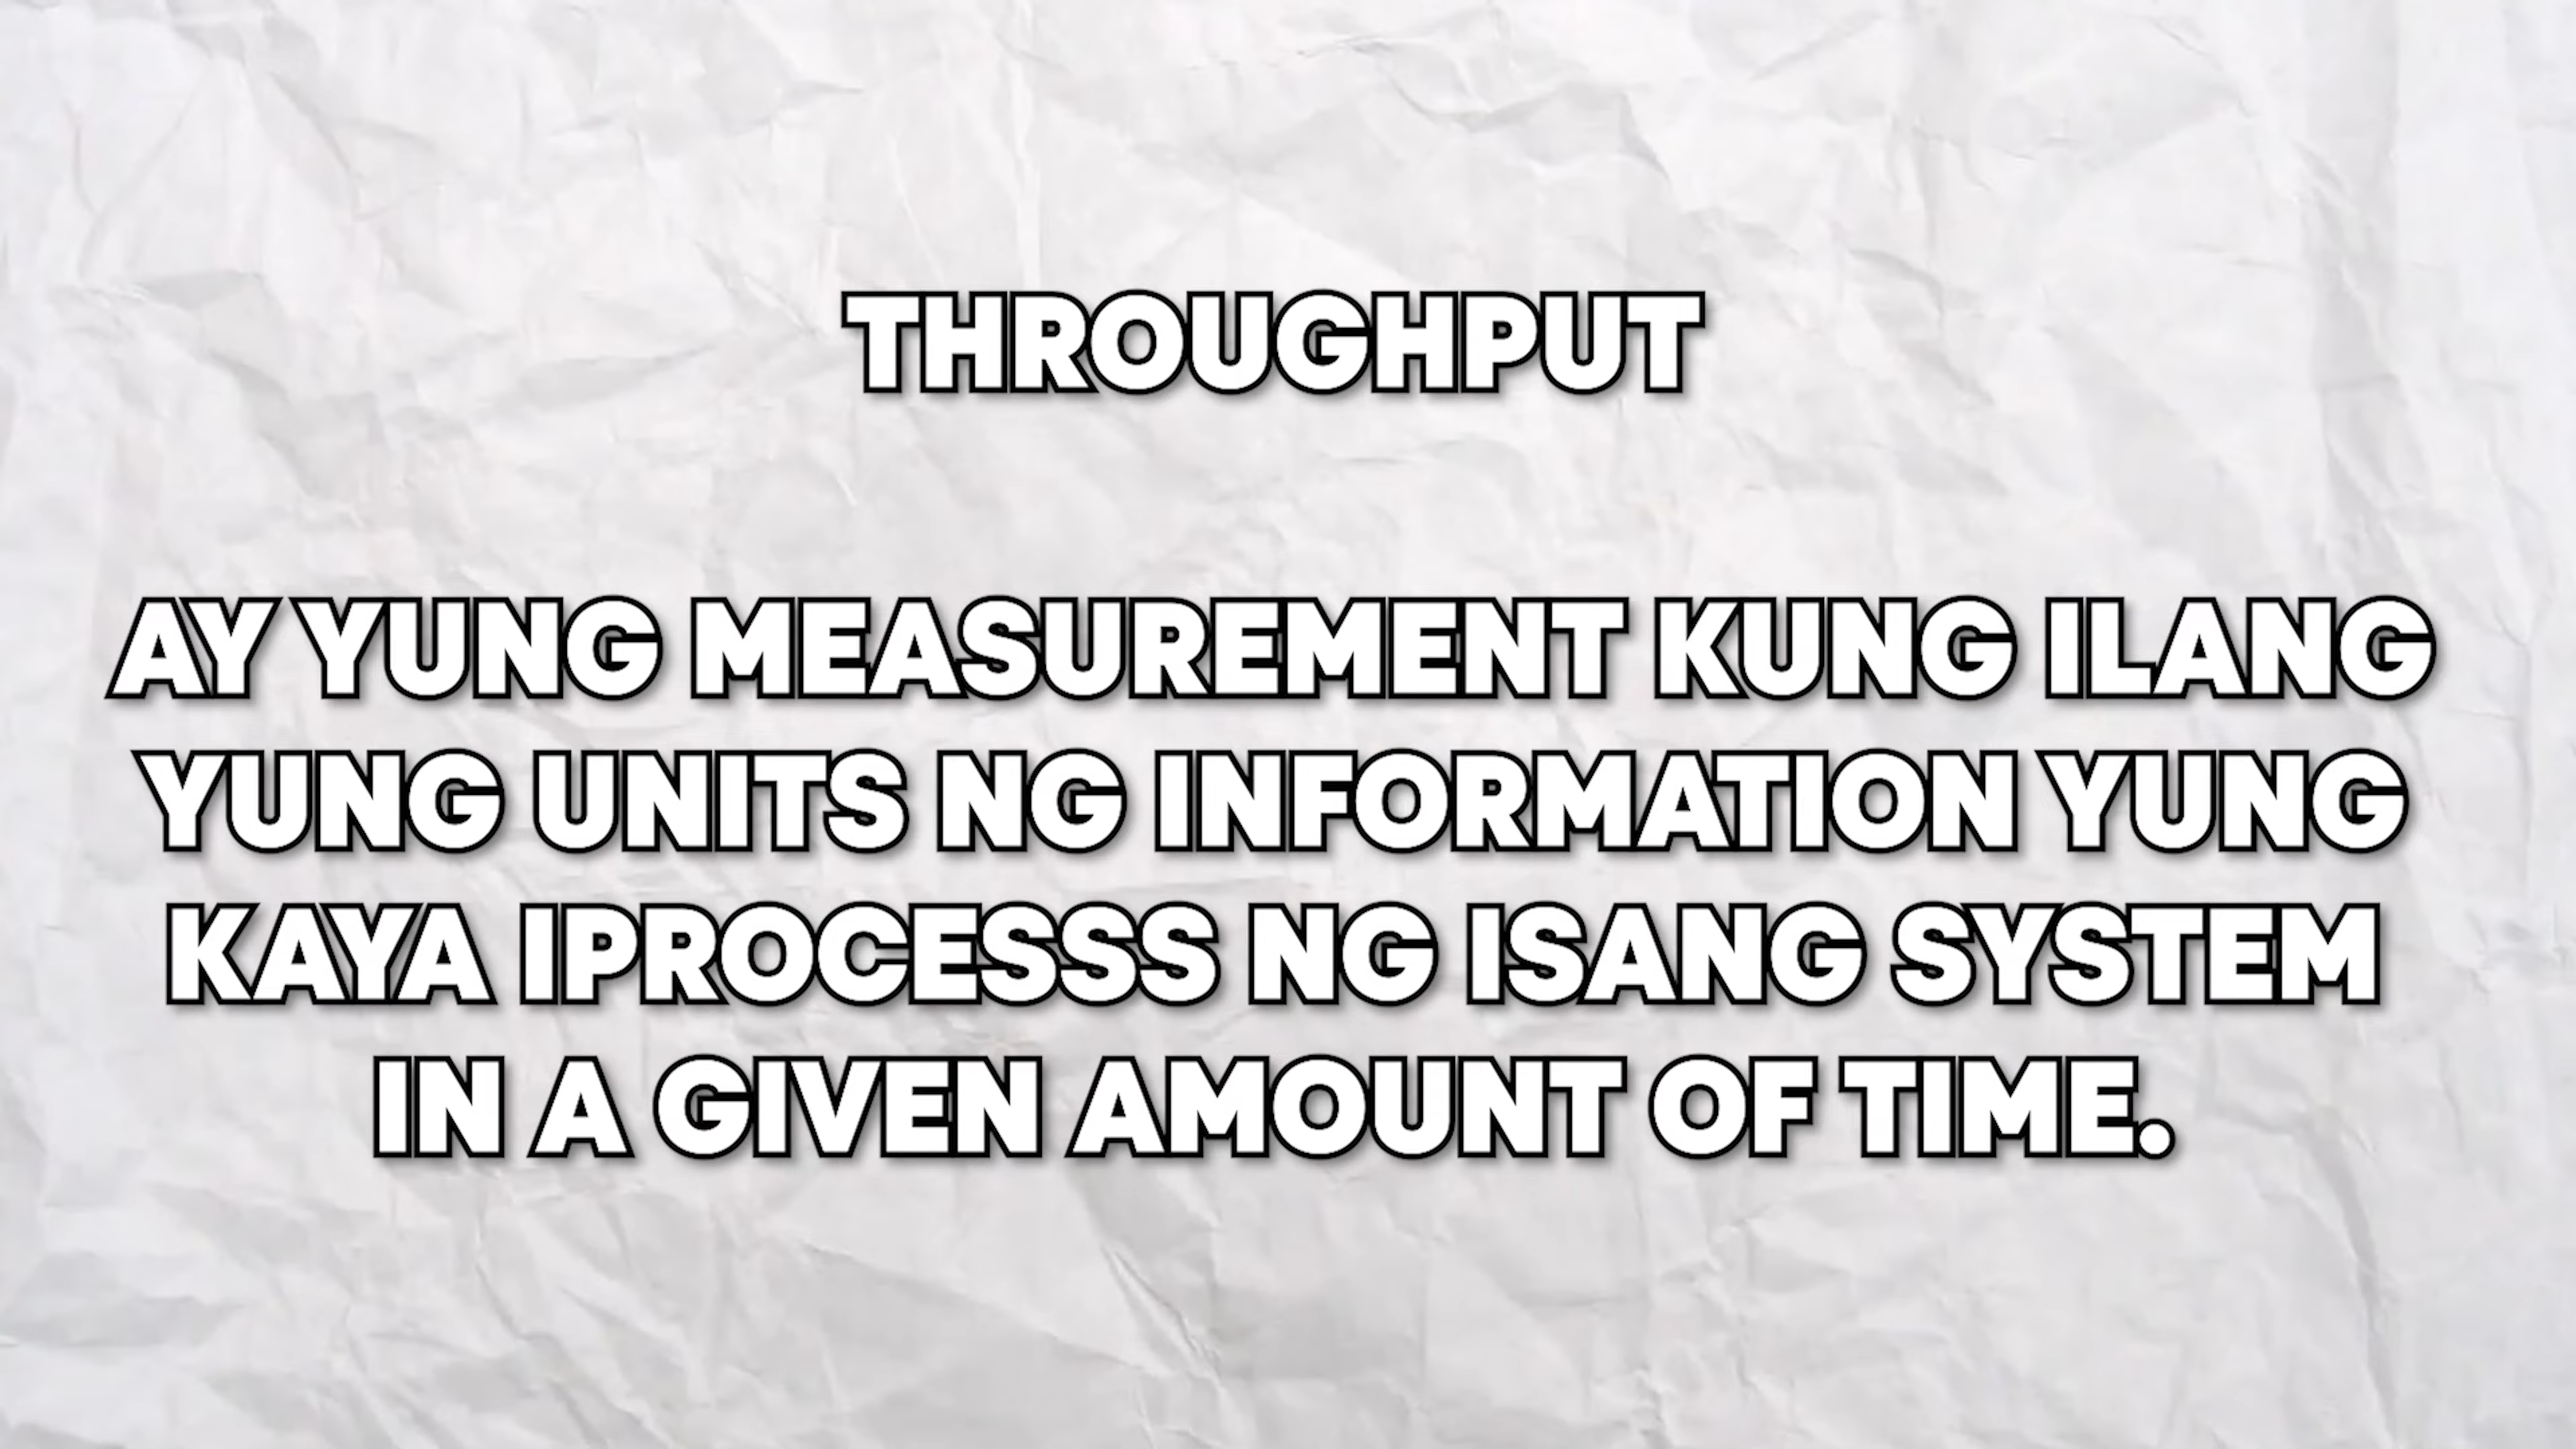 THROUGHPUT
AY YUNG MEASUREMENT KUNG ILANG
YUNG UNITS NG INFORMATION YUNG
KAYA IPROCESSS NG ISANG SYSTEM
IN A GIVEN AMOUNT OF TIME.